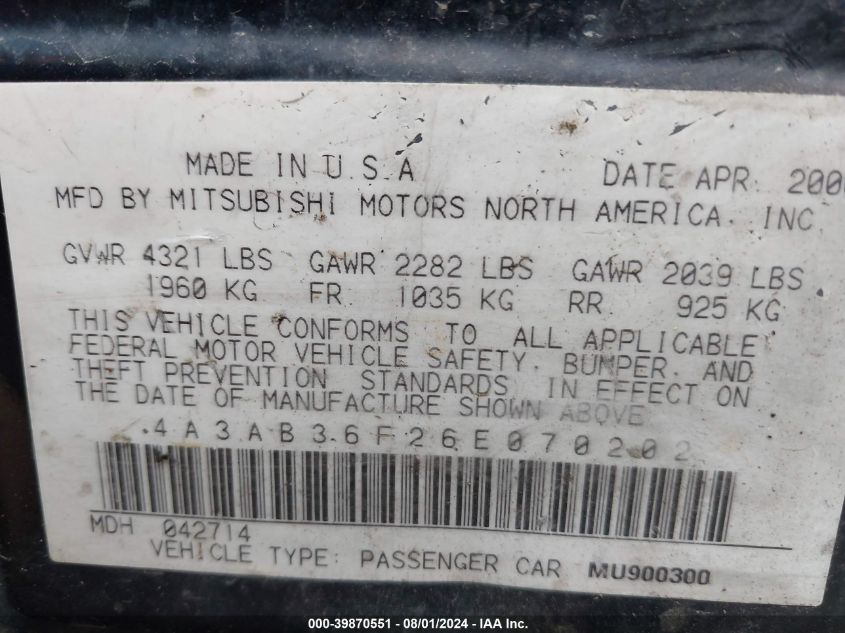 MADE IN U.S.A DATE APR. 200
MFD BY MITSUBISHI MOTORS NORTH AMERICA. INC
GVWR 4321 LBS GAWR 2282 LBS GAWR 2039 LBS
1960 KG FR. 1035 KG RR 925 KG
THIS VEHICLE CONFORMS TO ALL APPLICABLE
FEDERAL MOTOR VEHICLE SAFETY. BUMPER. AND
THEFT PREVENTION STANDARDS IN EFFECT ON
THE DATE OF MANUFACTURE SHOWN ABOVE
4A3AB36F26E070202
MDH 042714
VEHICLE TYPE: PASSENGER CAR MU900300
000-39870551 - 08/01/2024 - IAA Inc.